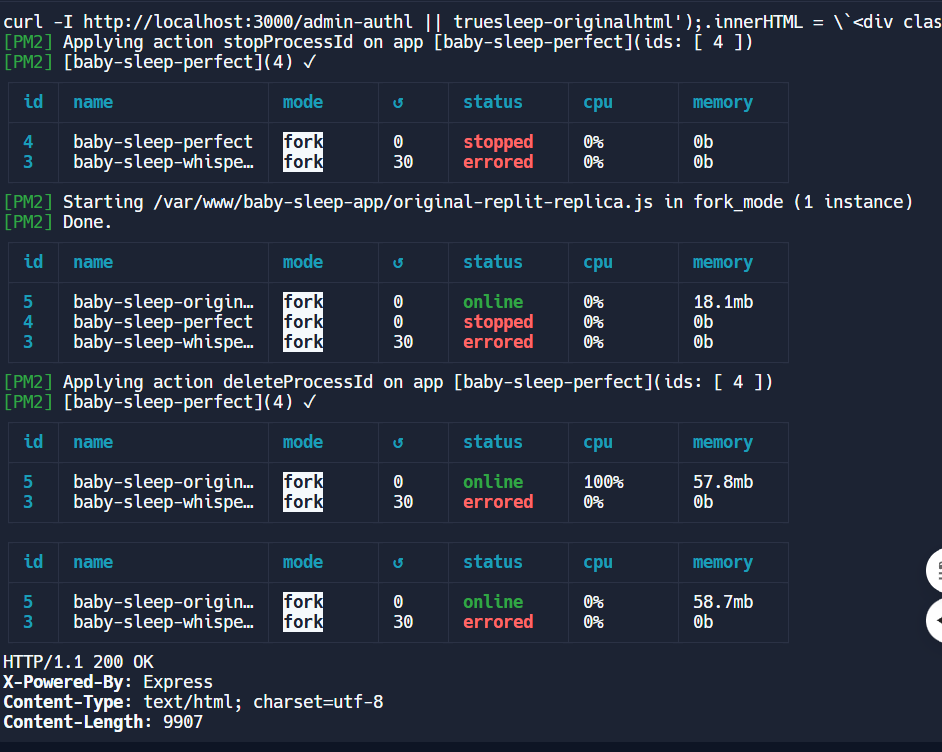 curl -I http://localhost:3000/admin-authl || truesleep-originalhtml');.innerHTML = \`<div clas
[PM2] Applying action stopProcessId on app [baby-sleep-perfect](ids: [ 4 ])
[PM2] [baby-sleep-perfect](4) ✓
id name mode ↺ status cpu memory
4 baby-sleep-perfect fork 0 stopped 0% 0b
3 baby-sleep-whispe… fork 30 errored 0% 0b
[PM2] Starting /var/www/baby-sleep-app/original-replit-replica.js in fork_mode (1 instance)
[PM2] Done.
id name mode ↺ status cpu memory
5 baby-sleep-origin… fork 0 online 0% 18.1mb
4 baby-sleep-perfect fork 0 stopped 0% 0b
3 baby-sleep-whispe… fork 30 errored 0% 0b
[PM2] Applying action deleteProcessId on app [baby-sleep-perfect](ids: [ 4 ])
[PM2] [baby-sleep-perfect](4) ✓
id name mode ↺ status cpu memory
5 baby-sleep-origin… fork 0 online 100% 57.8mb
3 baby-sleep-whispe… fork 30 errored 0% 0b
id name mode ↺ status cpu memory
5 baby-sleep-origin… fork 0 online 0% 58.7mb
3 baby-sleep-whispe… fork 30 errored 0% 0b
HTTP/1.1 200 OK
X-Powered-By: Express
Content-Type: text/html; charset=utf-8
Content-Length: 9907